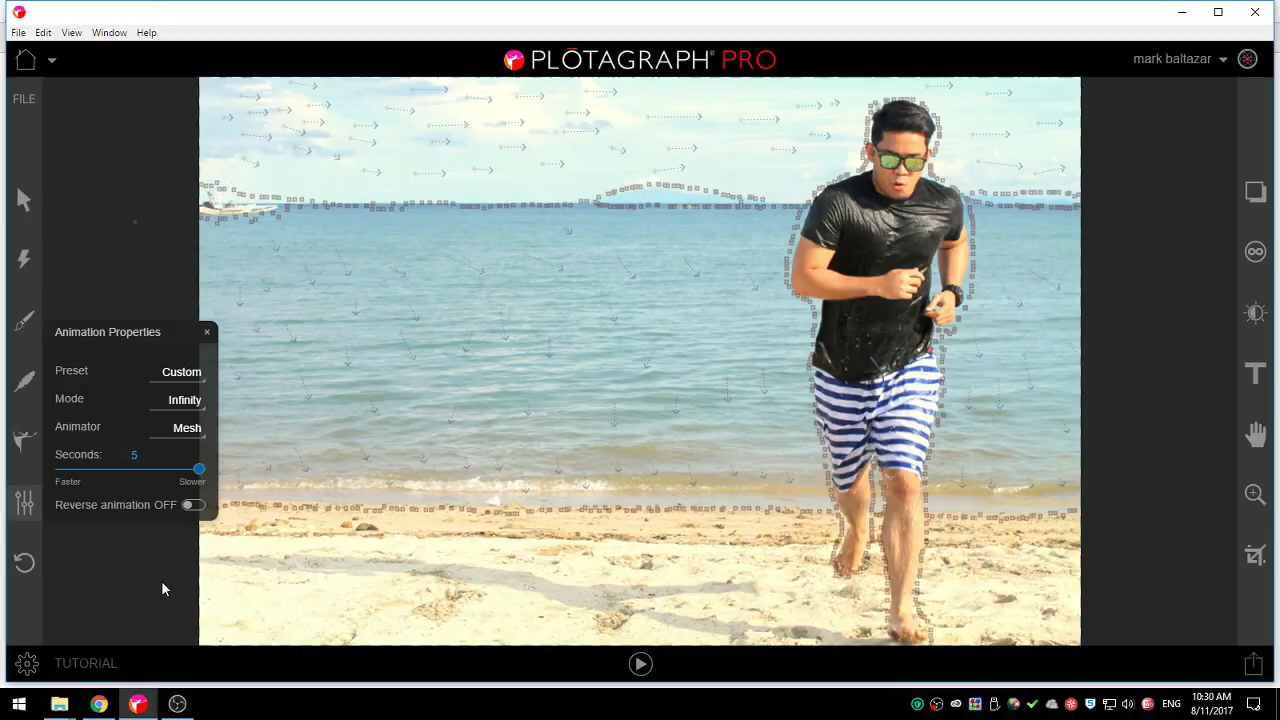 File Edit View Window Help
PLŌTAGRAPH® PRO
mark baltazar
FILE
Animation Properties ×
Preset Custom
Mode Infinity
Animator Mesh
Seconds: 5
Faster Slower
Reverse animation OFF
TUTORIAL
ENG
10:30 AM
8/11/2017